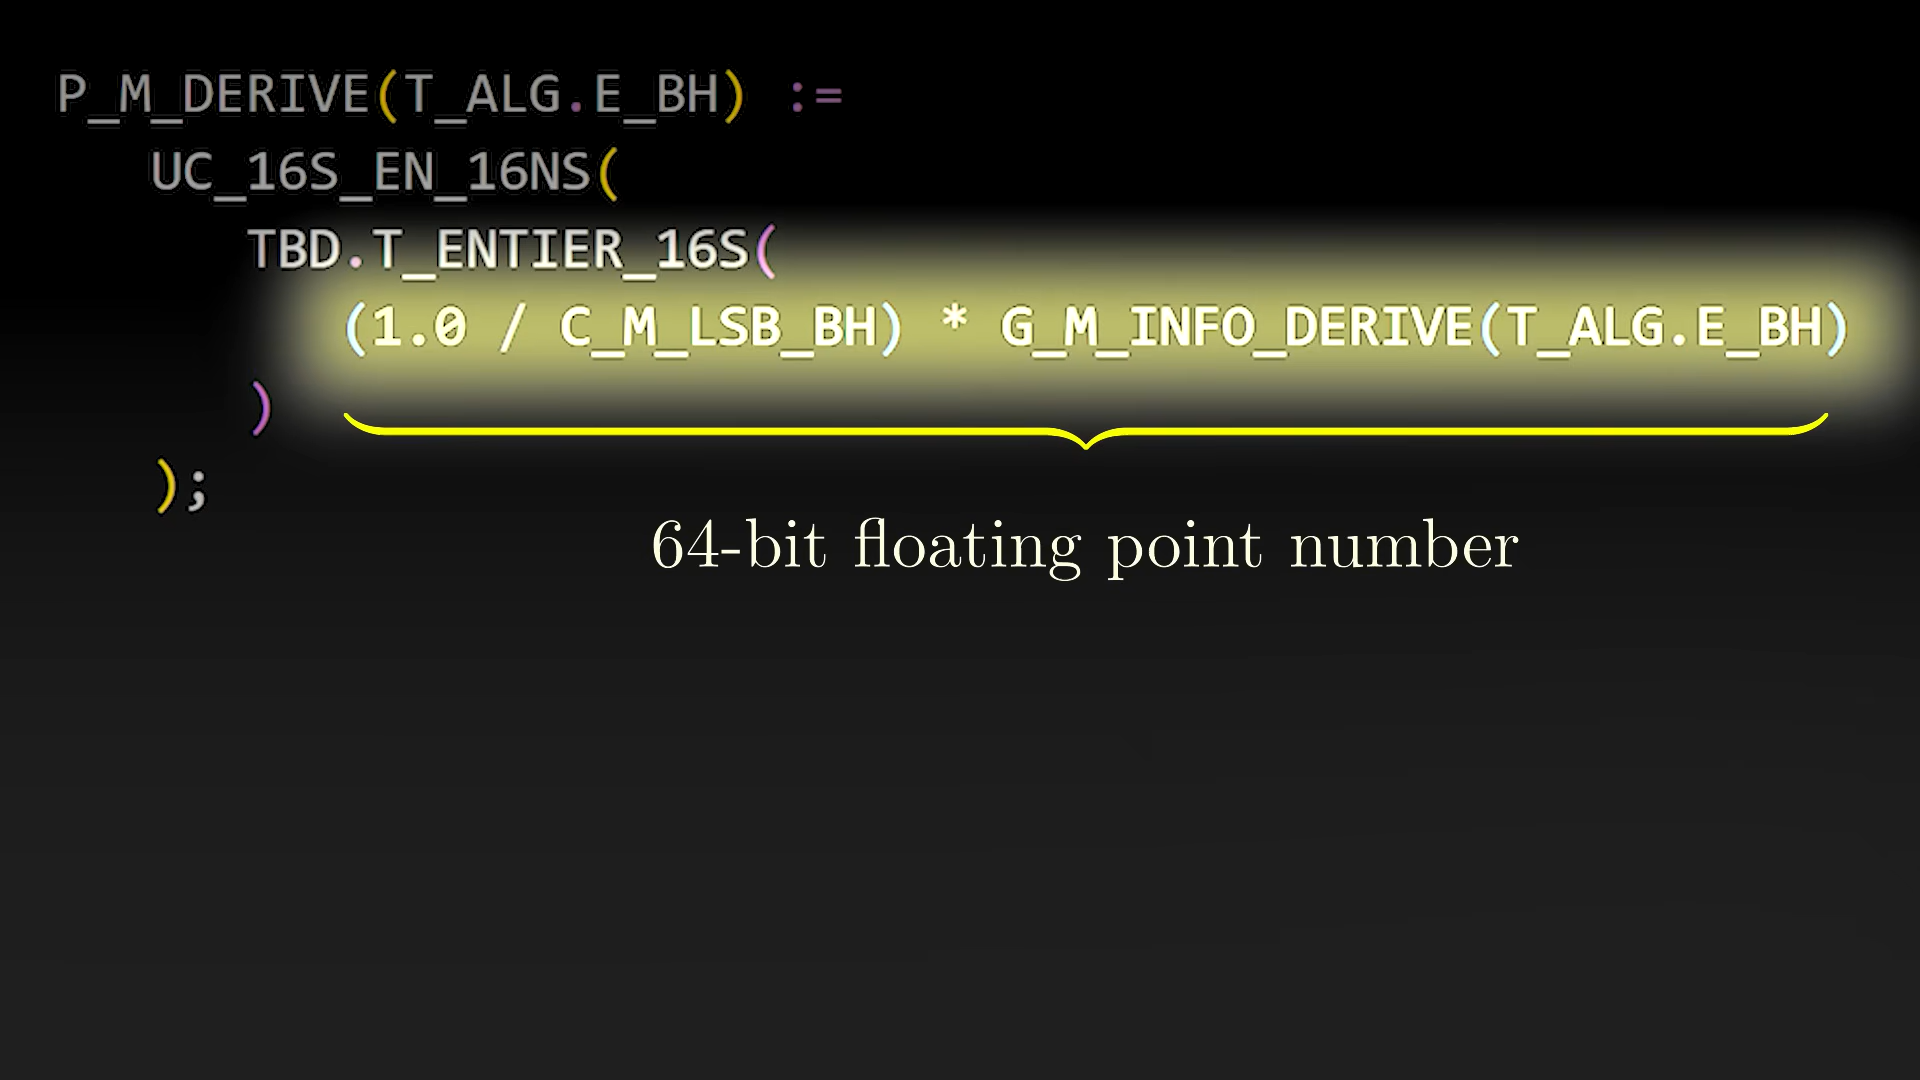 P_M_DERIVE(T_ALG.E_BH) :=
UC_16S_EN_16NS(
TBD.T_ENTIER_16S(
(1.0 / C_M_LSB_BH) * G_M_INFO_DERIVE(T_ALG.E_BH)
)
);
64-bit floating point number